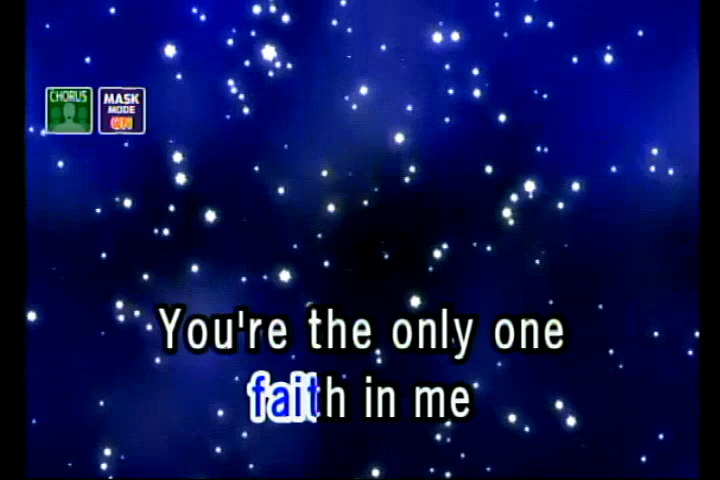 CHORUS
MASK
MODE
ON
You're the only one
faith in me